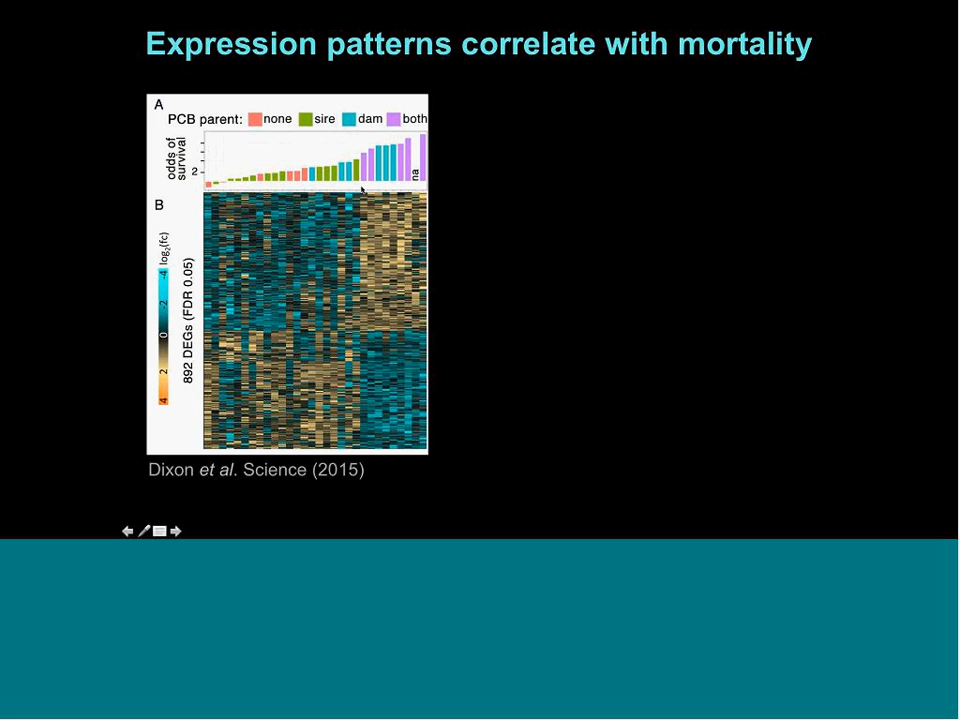 Expression patterns correlate with mortality
A
PCB parent: none sire dam both
odds of
survival
2
na
B
log2(fc)
-4
-2
0
2
4
892 DEGs (FDR 0.05)
Dixon et al. Science (2015)